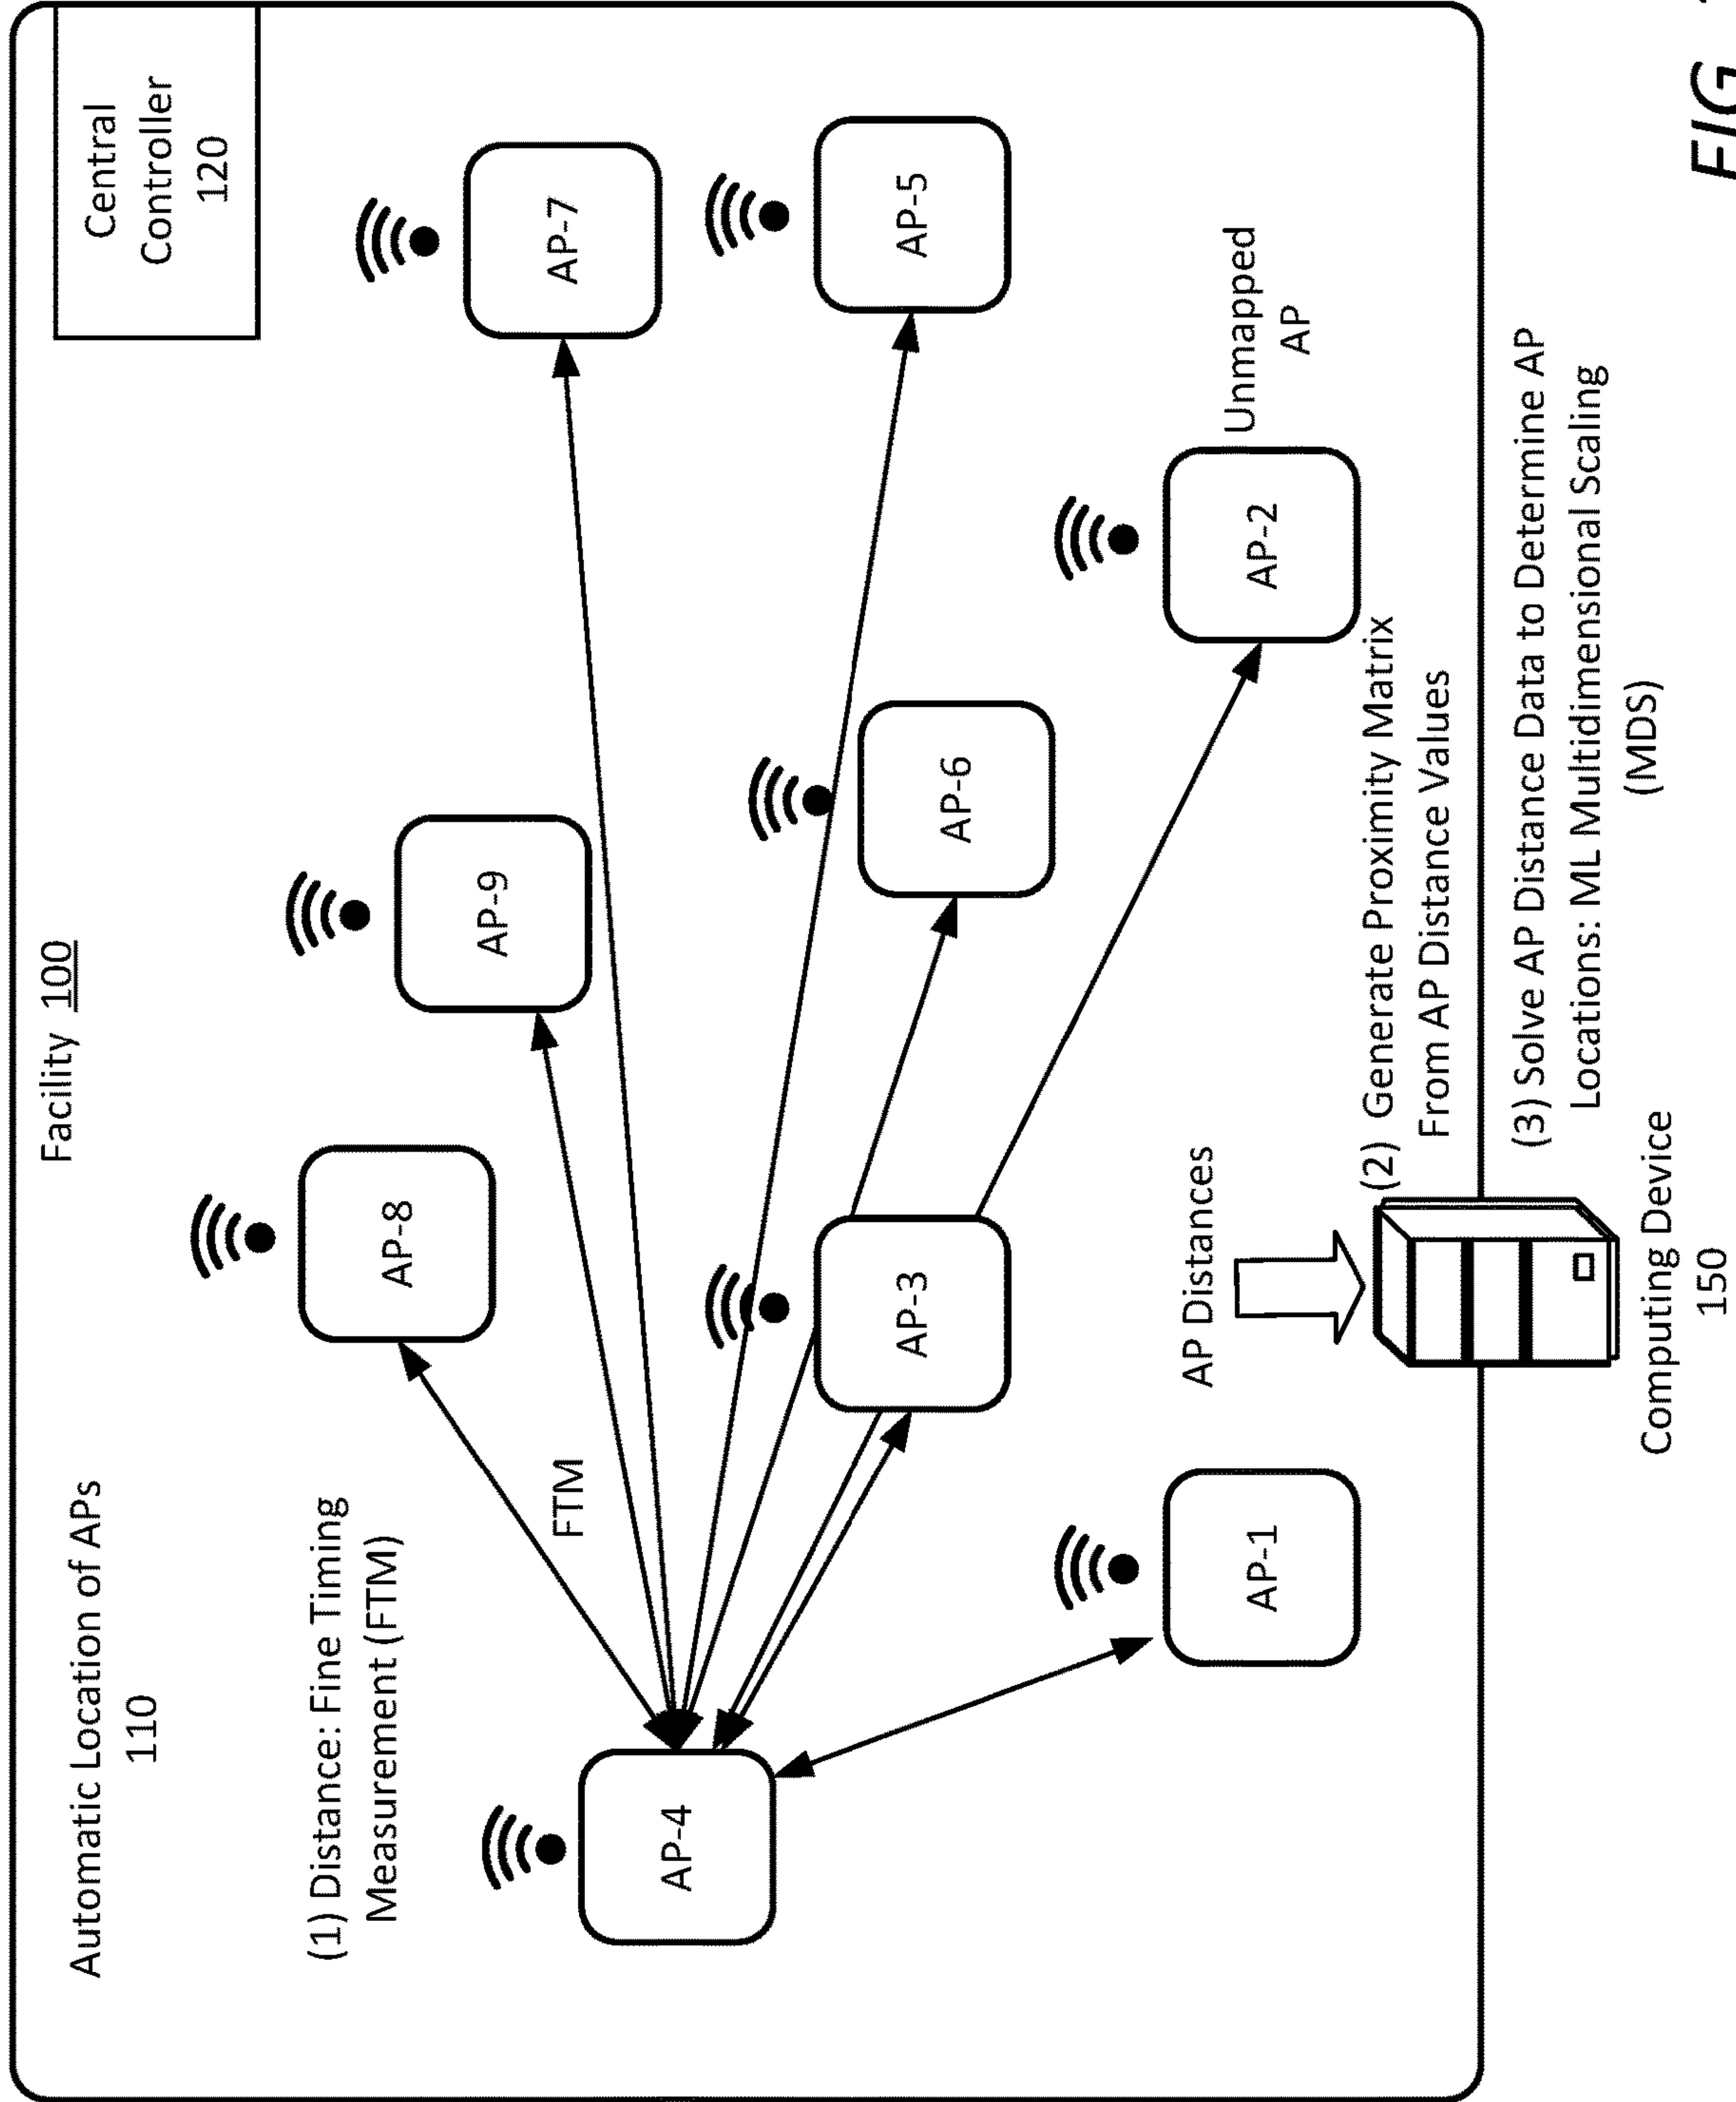 Facility 100
Automatic Location of APs
110
Central
Controller
120
(1) Distance: Fine Timing
Measurement (FTM)
FTM
AP-8
AP-9
AP-7
AP-4
AP-3
AP-6
AP-5
AP-1
AP-2
Unmapped
AP
AP Distances
(2) Generate Proximity Matrix
From AP Distance Values
(3) Solve AP Distance Data to Determine AP
Locations: ML Multidimensional Scaling
(MDS)
Computing Device
150
FIG